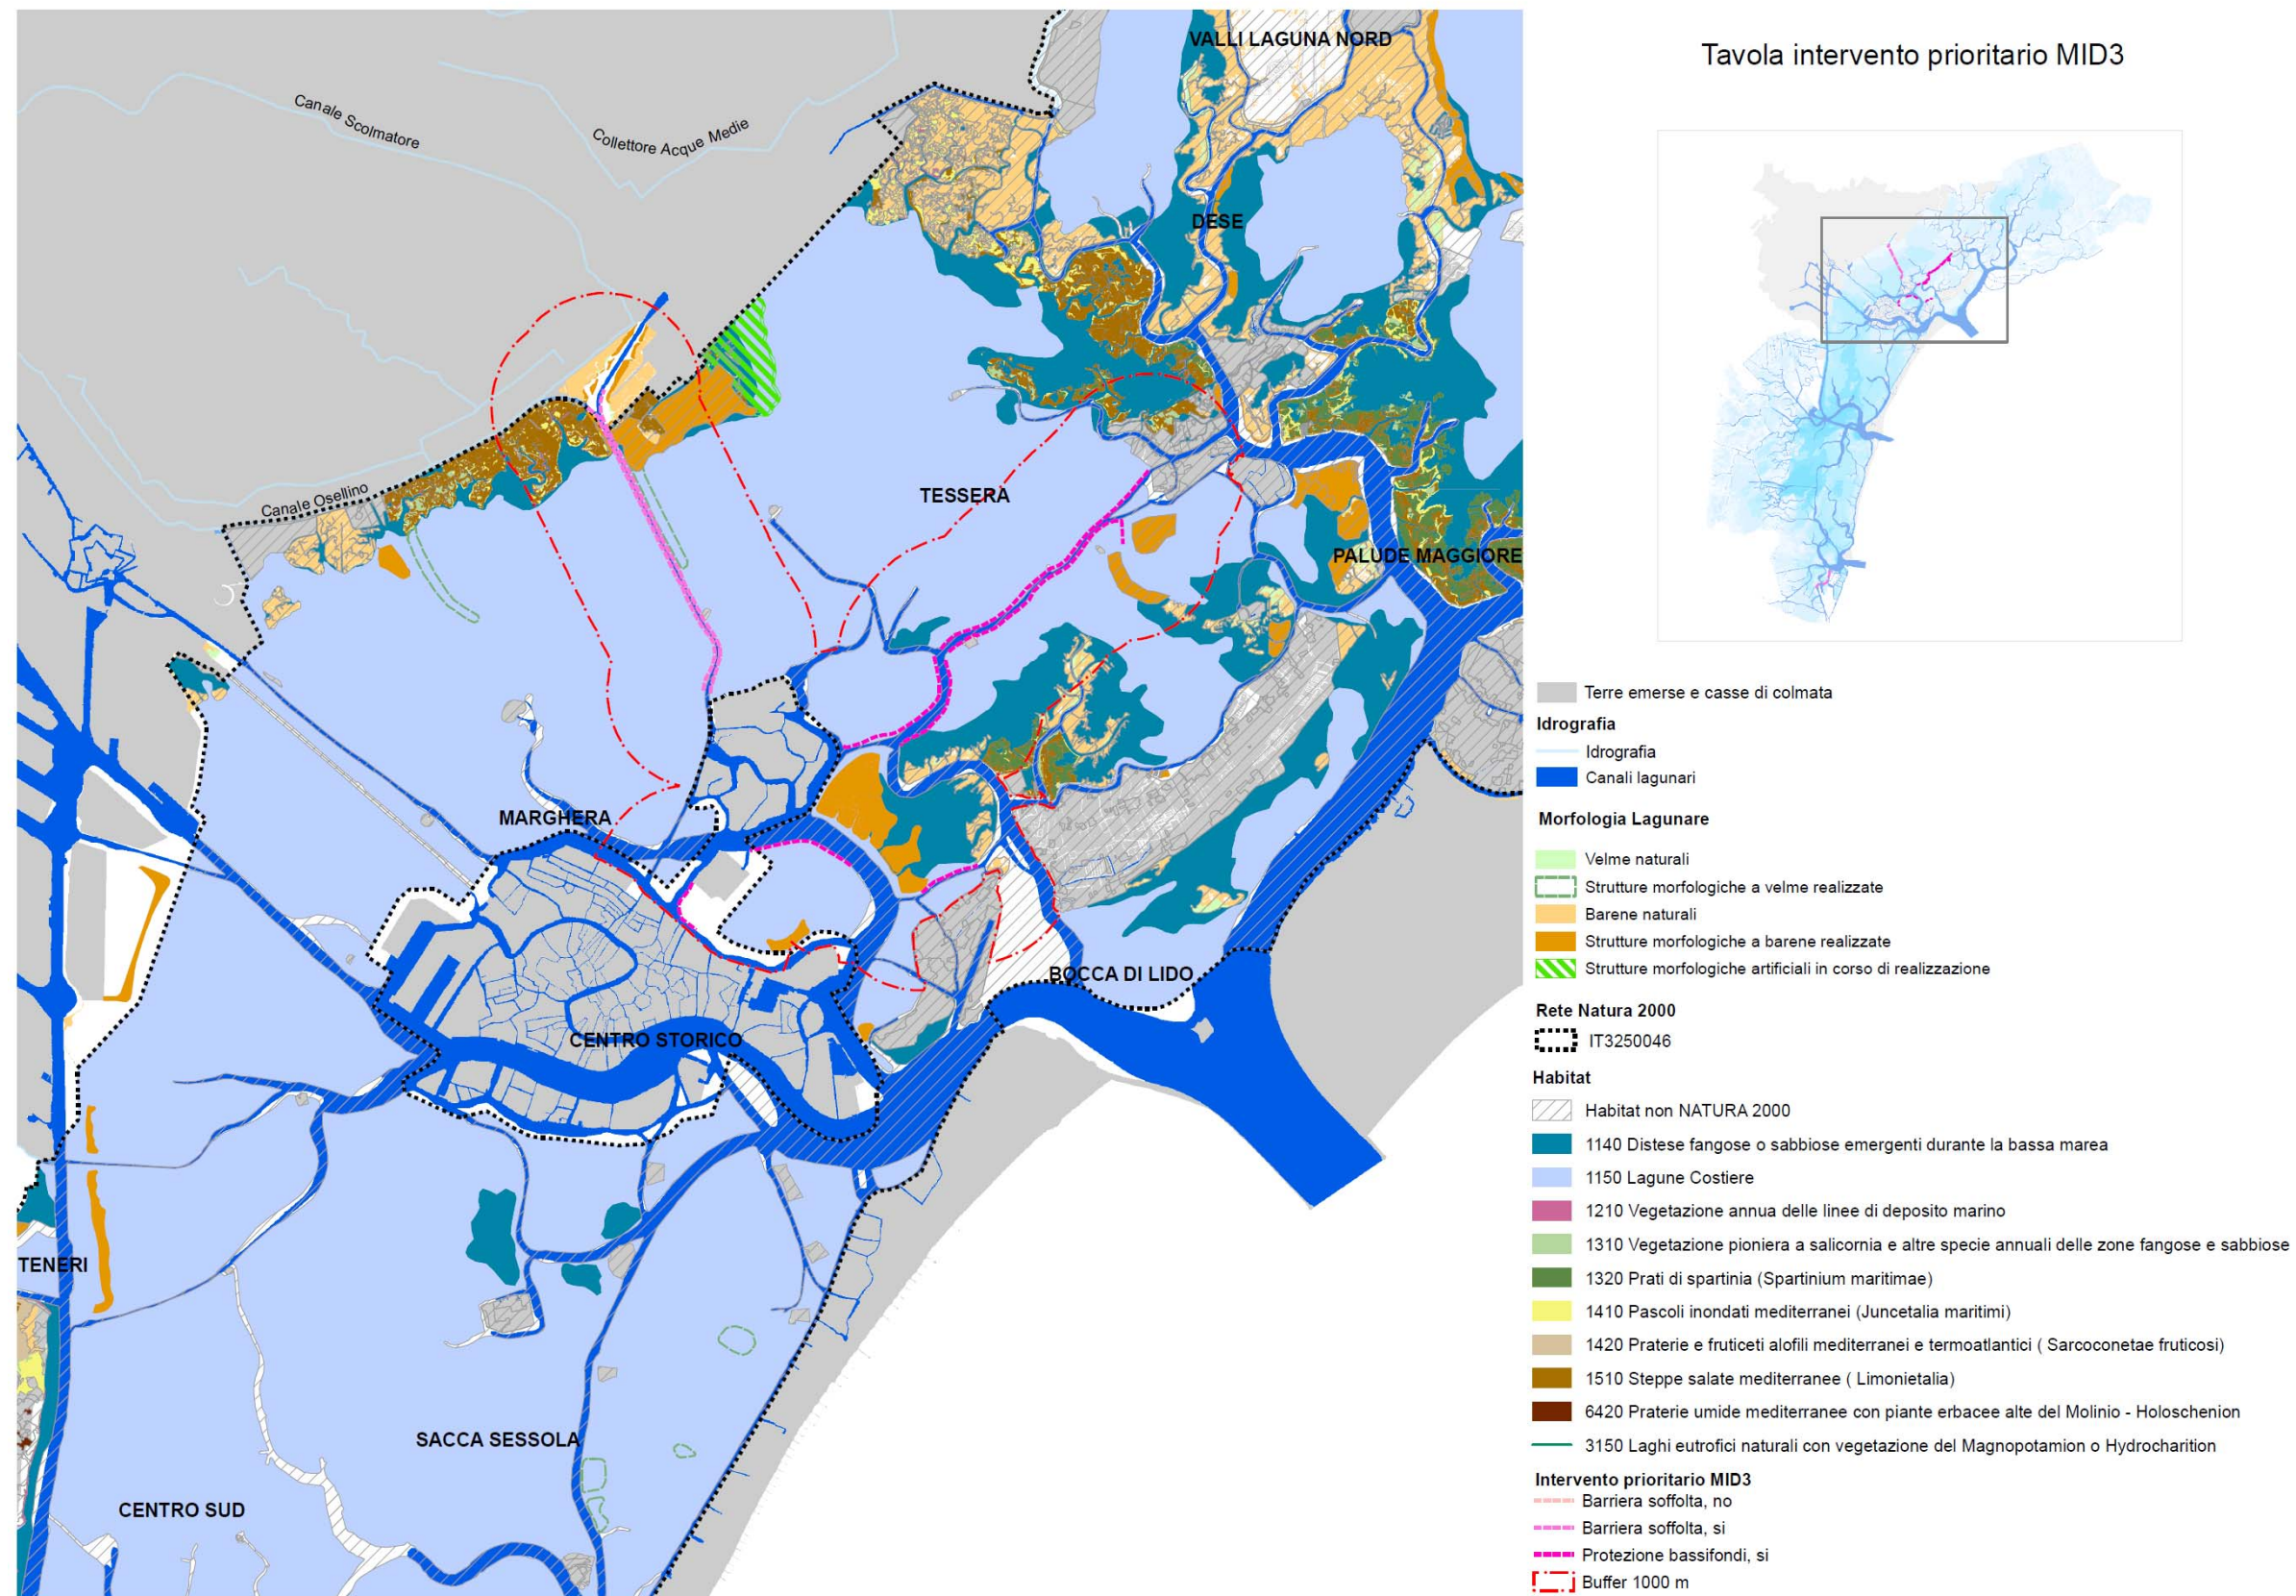 Tavola intervento prioritario MID3
VALLI LAGUNA NORD
Canale Scolmatore
Collettore Acque Medie
DESE
TESSERA
Canale Osellino
PALUDE MAGGIORE
MARGHERA
BOCCA DI LIDO
CENTRO STORICO
TENERI
SACCA SESSOLA
CENTRO SUD
Terre emerse e casse di colmata
Idrografia
Idrografia
Canali lagunari
Morfologia Lagunare
Velme naturali
Strutture morfologiche a velme realizzate
Barene naturali
Strutture morfologiche a barene realizzate
Strutture morfologiche artificiali in corso di realizzazione
Rete Natura 2000
IT3250046
Habitat
Habitat non NATURA 2000
1140 Distese fangose o sabbiose emergenti durante la bassa marea
1150 Lagune Costiere
1210 Vegetazione annua delle linee di deposito marino
1310 Vegetazione pioniera a salicornia e altre specie annuali delle zone fangose e sabbiose
1320 Prati di spartinia (Spartinium maritimae)
1410 Pascoli inondati mediterranei (Juncetalia maritimi)
1420 Praterie e fruticeti alofili mediterranei e termoatlantici ( Sarcoconetae fruticosi)
1510 Steppe salate mediterranee ( Limonietalia)
6420 Praterie umide mediterranee con piante erbacee alte del Molinio - Holoschenion
3150 Laghi eutrofici naturali con vegetazione del Magnopotamion o Hydrocharition
Intervento prioritario MID3
Barriera soffolta, no
Barriera soffolta, si
Protezione bassifondi, si
Buffer 1000 m